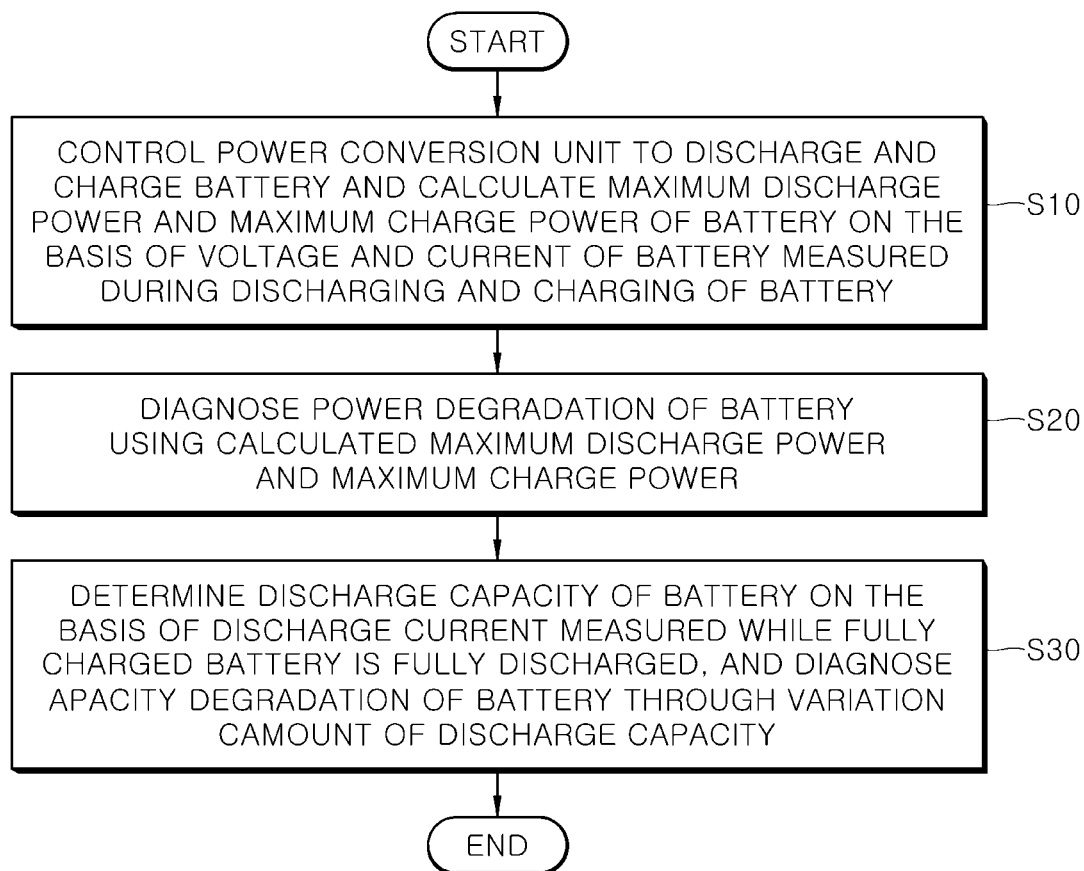 START
CONTROL POWER CONVERSION UNIT TO DISCHARGE AND
CHARGE BATTERY AND CALCULATE MAXIMUM DISCHARGE
POWER AND MAXIMUM CHARGE POWER OF BATTERY ON THE
BASIS OF VOLTAGE AND CURRENT OF BATTERY MEASURED
DURING DISCHARGING AND CHARGING OF BATTERY
S10
DIAGNOSE POWER DEGRADATION OF BATTERY
USING CALCULATED MAXIMUM DISCHARGE POWER
AND MAXIMUM CHARGE POWER
S20
DETERMINE DISCHARGE CAPACITY OF BATTERY ON THE
BASIS OF DISCHARGE CURRENT MEASURED WHILE FULLY
CHARGED BATTERY IS FULLY DISCHARGED, AND DIAGNOSE
APACITY DEGRADATION OF BATTERY THROUGH VARIATION
CAMOUNT OF DISCHARGE CAPACITY
S30
END